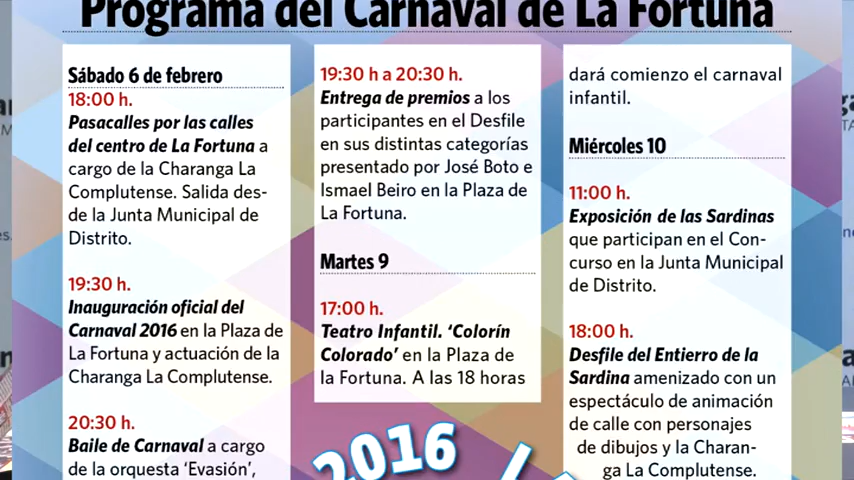 Programa del Carnaval de La Fortuna
Sábado 6 de febrero
18:00 h.
Pasacalles por las calles
del centro de La Fortuna a
cargo de la Charanga La
Complutense. Salida des-
de la Junta Municipal de
Distrito.
19:30 h.
Inauguración oficial del
Carnaval 2016 en la Plaza de
La Fortuna y actuación de la
Charanga La Complutense.
20:30 h.
Baile de Carnaval a cargo
de la orquesta ‘Evasión’,
19:30 h a 20:30 h.
Entrega de premios a los
participantes en el Desfile
en sus distintas categorías
presentado por José Boto e
Ismael Beiro en la Plaza de
La Fortuna.
Martes 9
17:00 h.
Teatro Infantil. ‘Colorín
Colorado’ en la Plaza de
la Fortuna. A las 18 horas
dará comienzo el carnaval
infantil.
Miércoles 10
11:00 h.
Exposición de las Sardinas
que participan en el Con-
curso en la Junta Municipal
de Distrito.
18:00 h.
Desfile del Entierro de la
Sardina amenizado con un
espectáculo de animación
de calle con personajes
de dibujos y la Charan-
ga La Complutense.
2016